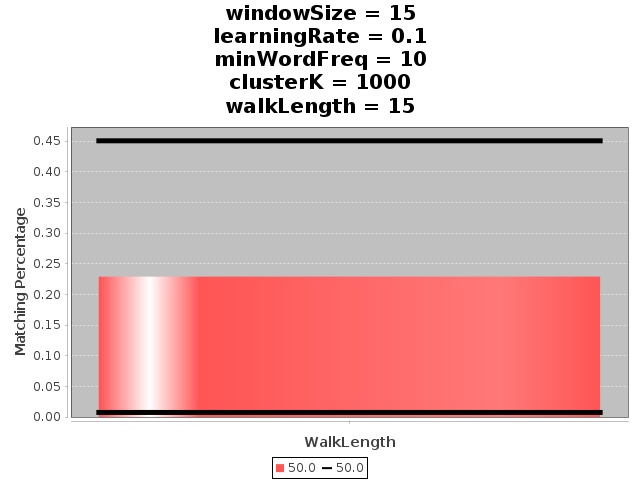 windowSize = 15
learningRate = 0.1
minWordFreq = 10
clusterK = 1000
walkLength = 15
0.45
0.40
0.35
0.30
0.25
0.20
0.15
0.10
0.05
0.00
Matching Percentage
WalkLength
50.0 50.0